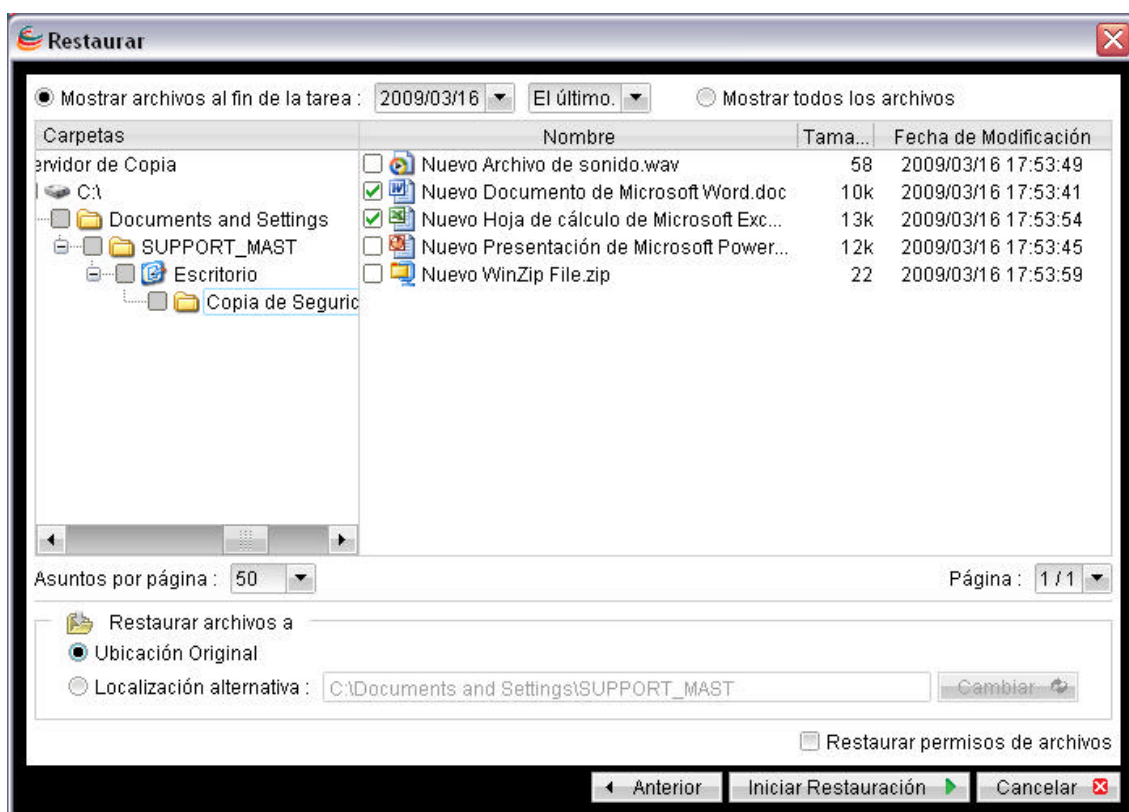 Restaurar
Mostrar archivos al fin de la tarea : 2009/03/16 El último. Mostrar todos los archivos
Carpetas Nombre Tama... Fecha de Modificación
ervidor de Copia Nuevo Archivo de sonido.wav 58 2009/03/16 17:53:49
C:\ Nuevo Documento de Microsoft Word.doc 10k 2009/03/16 17:53:41
Documents and Settings Nuevo Hoja de cálculo de Microsoft Exc... 13k 2009/03/16 17:53:54
SUPPORT_MAST Nuevo Presentación de Microsoft Power... 12k 2009/03/16 17:53:45
Escritorio Nuevo WinZip File.zip 22 2009/03/16 17:53:59
Copia de Seguric
Asuntos por página : 50 Página : 1 / 1
Restaurar archivos a
Ubicación Original
Localización alternativa : C:\Documents and Settings\SUPPORT_MAST Cambiar
Restaurar permisos de archivos
Anterior Iniciar Restauración Cancelar